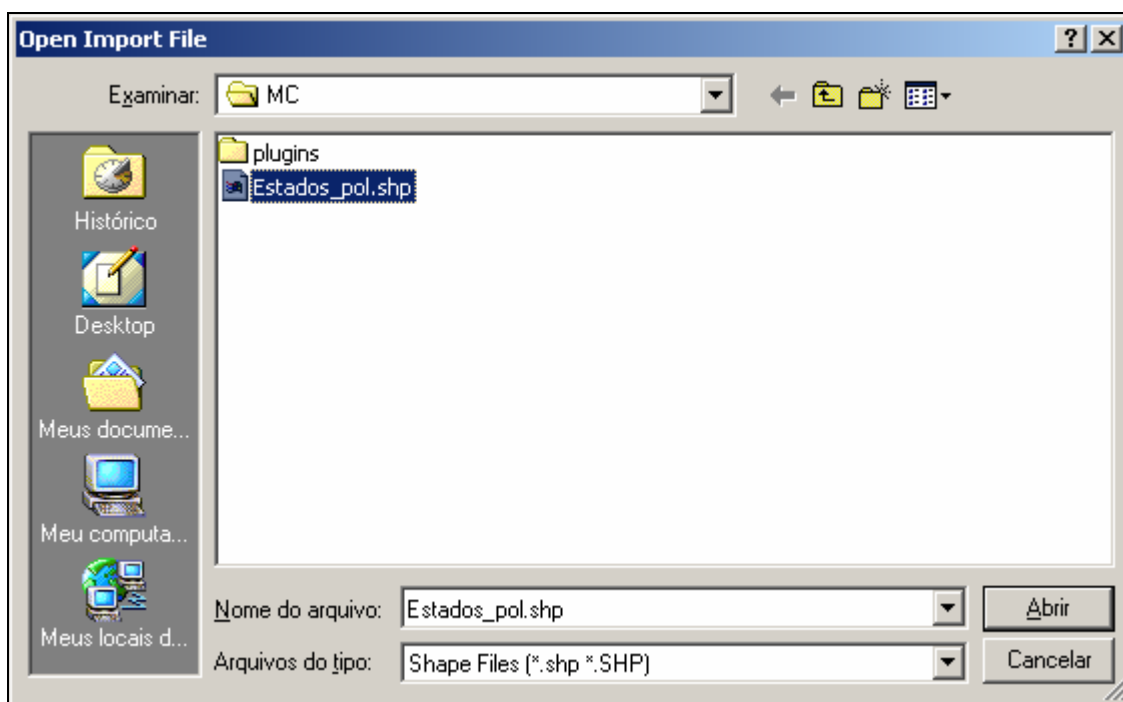 Open Import File
Examinar:
MC
plugins
Estados_pol.shp
Histórico
Desktop
Meus docume...
Meu computa...
Meus locais d...
Nome do arquivo:
Estados_pol.shp
Abrir
Arquivos do tipo:
Shape Files (*.shp *.SHP)
Cancelar